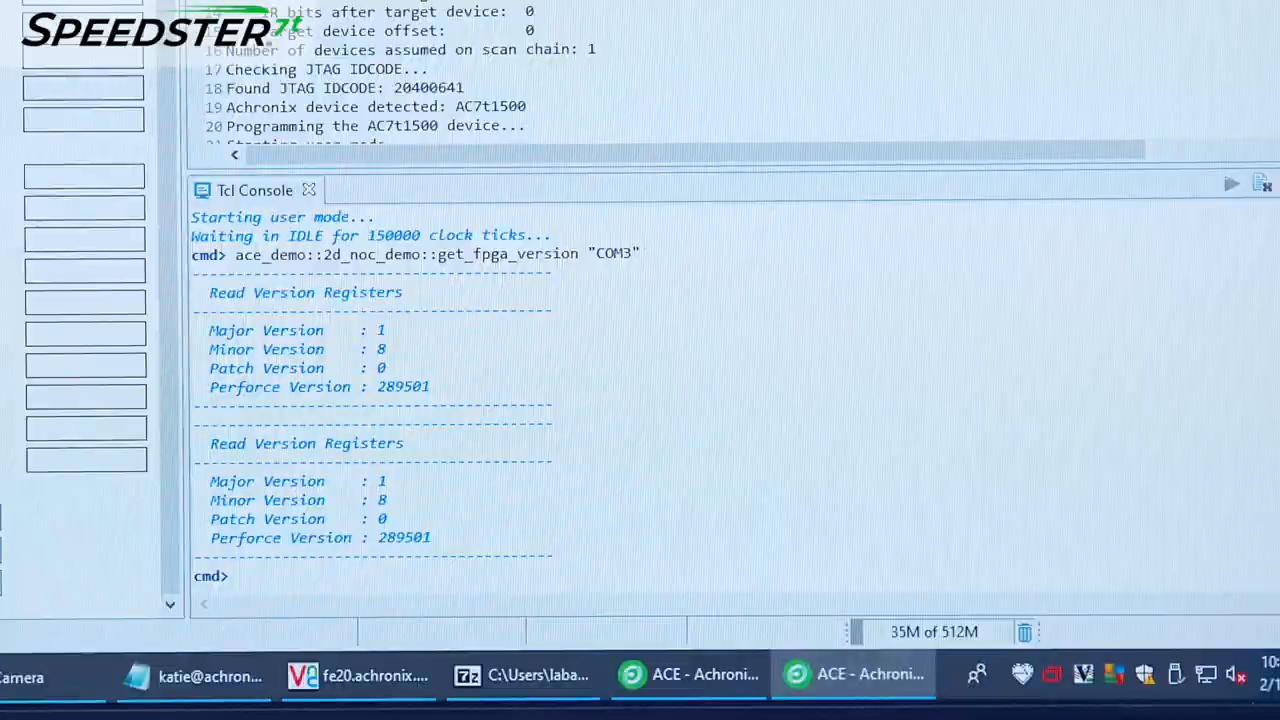 SPEEDSTER7t
IR bits after target device: 0
device offset: 0
16 Number of devices assumed on scan chain: 1
17 Checking JTAG IDCODE...
18 Found JTAG IDCODE: 20400641
19 Achronix device detected: AC7t1500
20 Programming the AC7t1500 device...
Tcl Console
Starting user mode...
Waiting in IDLE for 150000 clock ticks...
cmd> ace_demo::2d_noc_demo::get_fpga_version "COM3"
------------------------------------------
Read Version Registers
------------------------------------------
Major Version : 1
Minor Version : 8
Patch Version : 0
Perforce Version : 289501
------------------------------------------
------------------------------------------
Read Version Registers
------------------------------------------
Major Version : 1
Minor Version : 8
Patch Version : 0
Perforce Version : 289501
------------------------------------------
cmd>
35M of 512M
Camera katie@achron... fe20.achronix.... C:\Users\laba... ACE - Achroni... ACE - Achroni...
10:
2/1